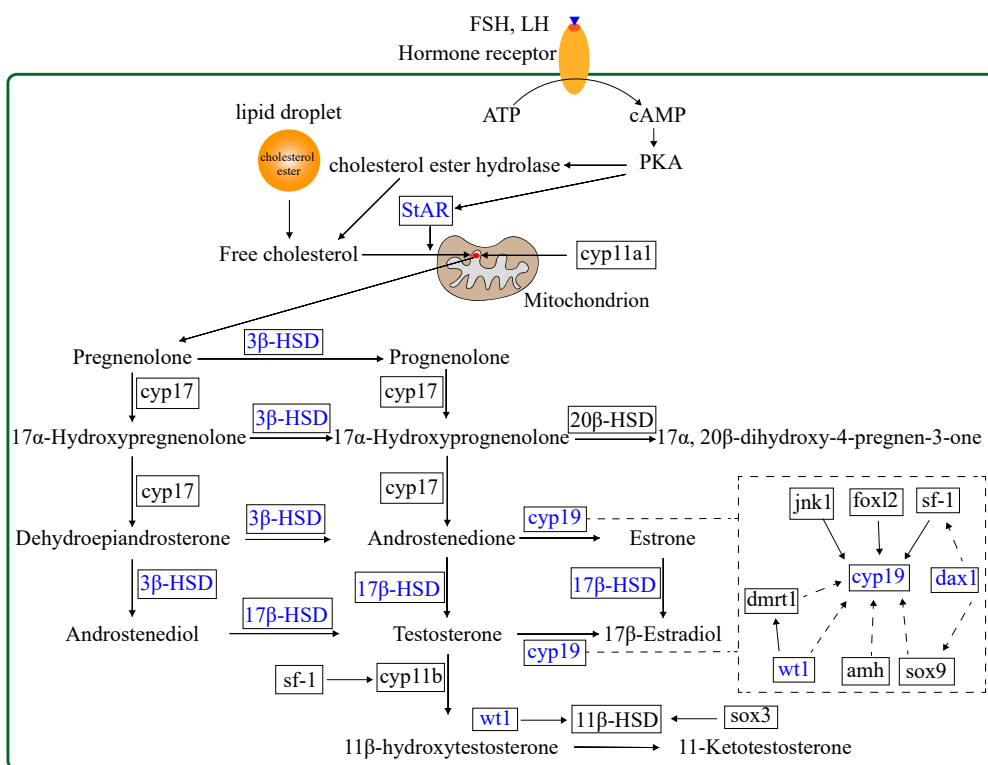 FSH, LH
Hormone receptor
ATP
cAMP
lipid droplet
cholesterol
ester
cholesterol ester hydrolase
PKA
StAR
Free cholesterol
cyp11a1
Mitochondrion
3β-HSD
Pregnenolone
Prognenolone
cyp17
cyp17
3β-HSD
20β-HSD
17α-Hydroxypregnenolone
17α-Hydroxyprognenolone
17α, 20β-dihydroxy-4-pregnen-3-one
cyp17
cyp17
3β-HSD
cyp19
Dehydroepiandrosterone
Androstenedione
Estrone
3β-HSD
17β-HSD
17β-HSD
17β-HSD
Androstenediol
Testosterone
17β-Estradiol
cyp19
jnk1
foxl2
sf-1
cyp19
dax1
dmrt1
wt1
amh
sox9
sf-1
cyp11b
wt1
11β-HSD
sox3
11β-hydroxytestosterone
11-Ketotestosterone